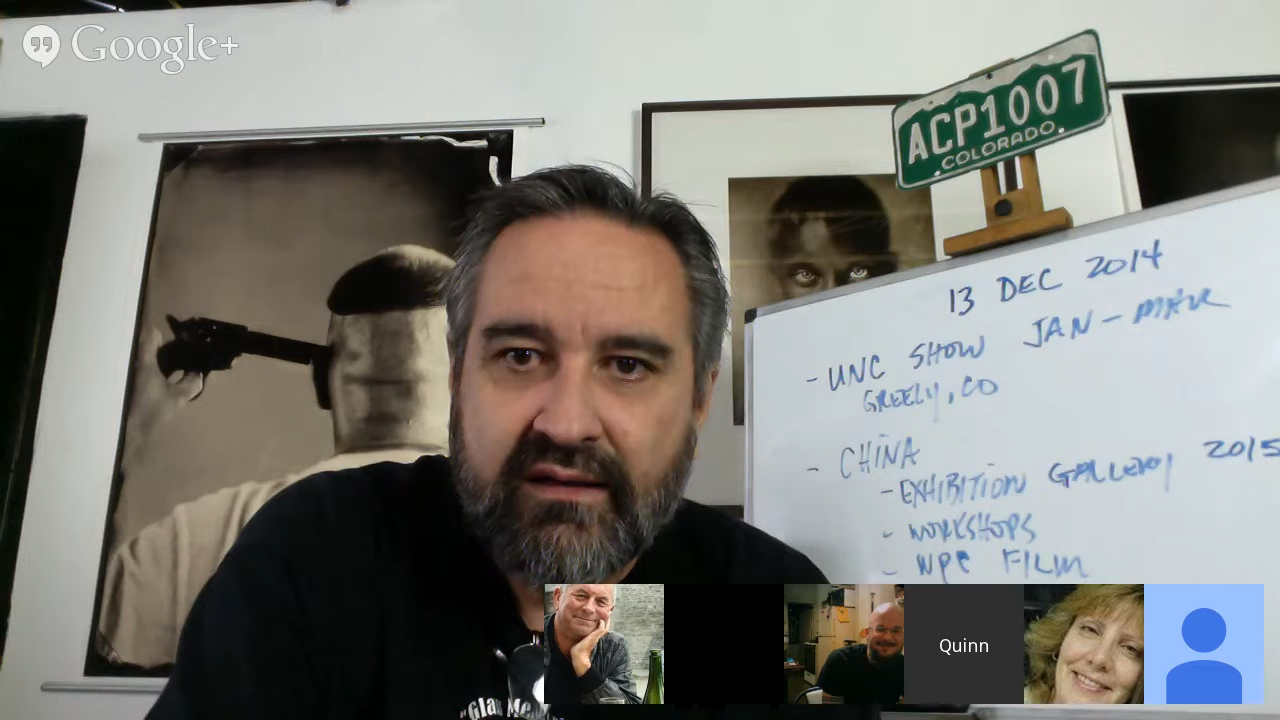 Google+
ACP1007
COLORADO
13 DEC 2014
- UNC SHOW JAN - MAR
GREELY, CO
- CHINA
- EXHIBITION GALLERY 2015
- WORKSHOPS
- WPC FILM
Quinn